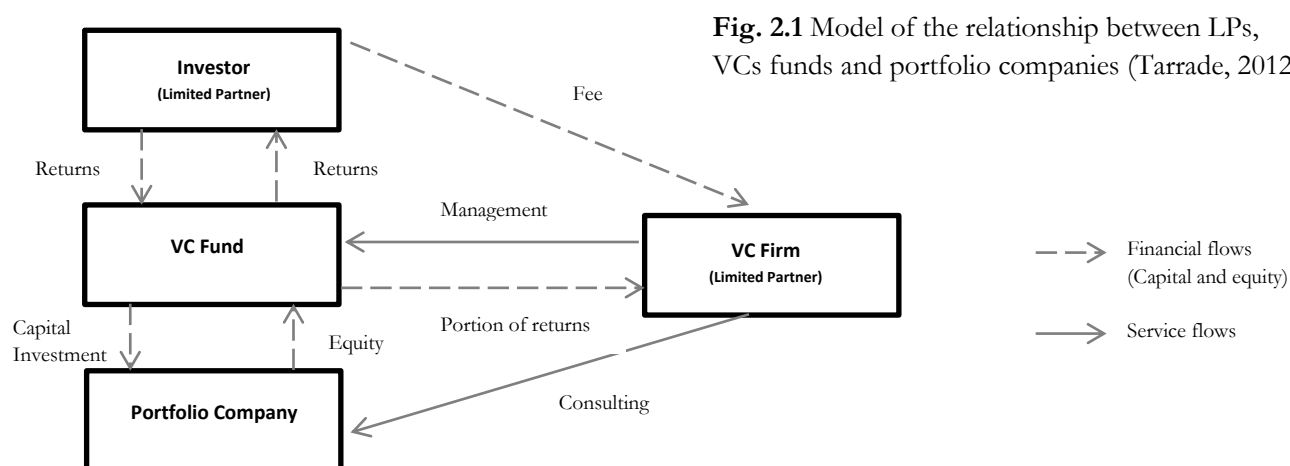 Fig. 2.1 Model of the relationship between LPs,
VCs funds and portfolio companies (Tarrade, 2012
Investor
(Limited Partner)
Fee
Returns
Returns
Management
VC Fund
VC Firm
(Limited Partner)
Financial flows
(Capital and equity)
Portion of returns
Capital
Investment
Equity
Service flows
Portfolio Company
Consulting